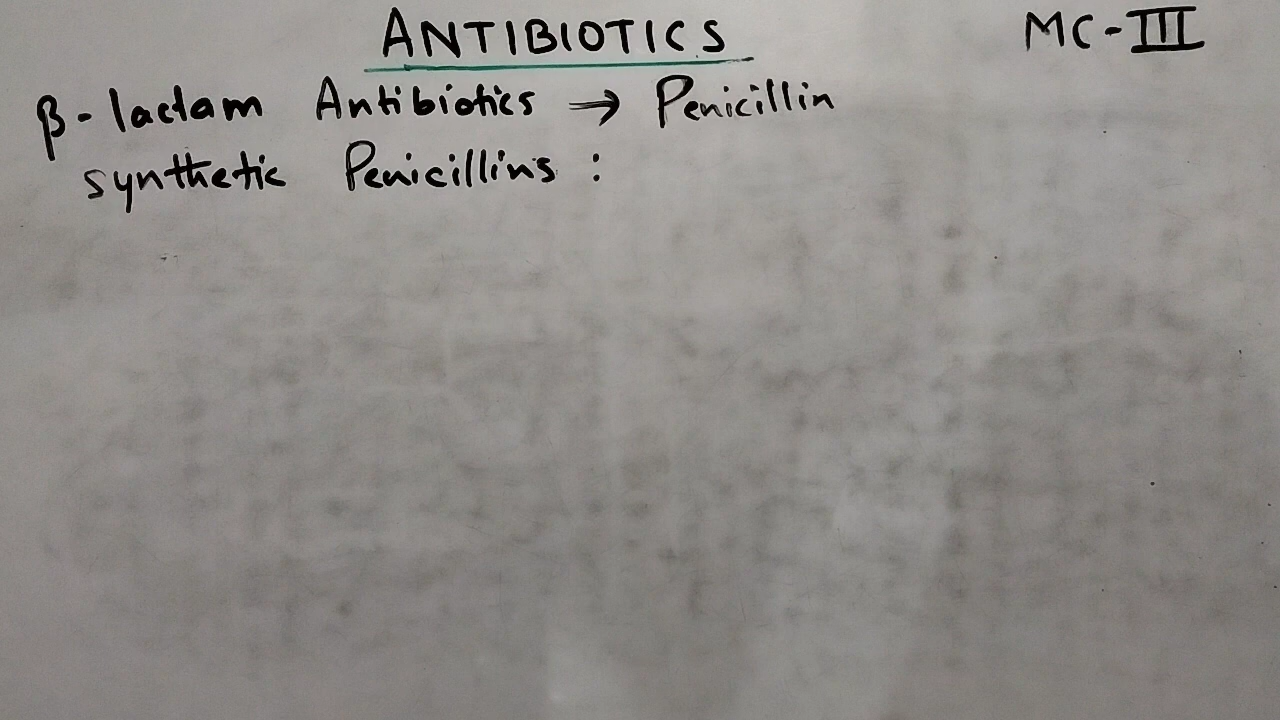 ANTIBIOTICS MC-III
β-lactam Antibiotics → Penicillin
synthetic Penicillins :